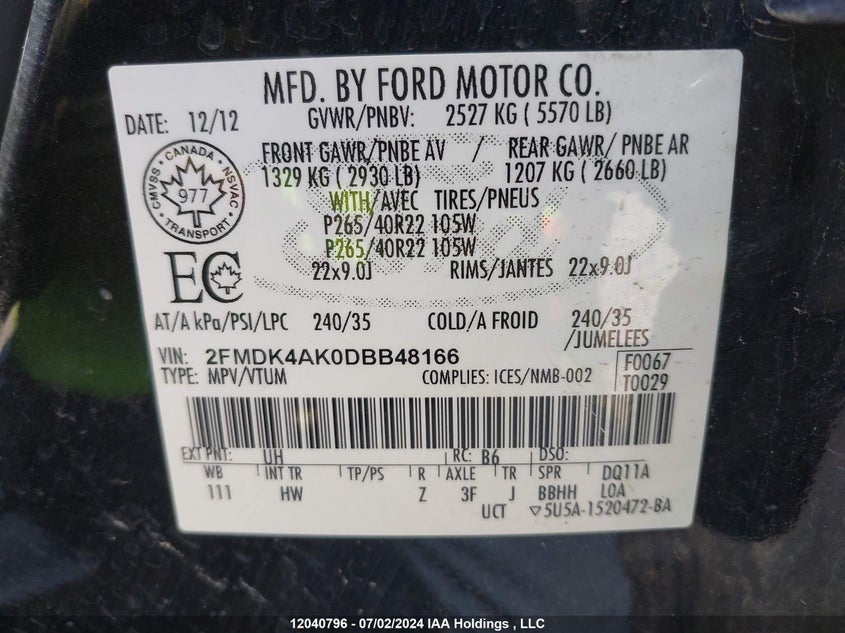 MFD. BY FORD MOTOR CO.
DATE: 12/12
GVWR/PNBV: 2527 KG ( 5570 LB)
FRONT GAWR/PNBE AV / REAR GAWR/ PNBE AR
1329 KG ( 2930 LB) 1207 KG ( 2660 LB)
WITH/AVEC TIRES/PNEUS
P265/40R22 105W
P265/40R22 105W
22x9.0J RIMS/JANTES 22x9.0J
CANADA
CMVSS NSVAC
977
TRANSPORT
EC
AT/A kPa/PSI/LPC 240/35 COLD/A FROID 240/35
/JUMELEES
VIN: 2FMDK4AK0DBB48166
TYPE: MPV/VTUM COMPLIES: ICES/NMB-002
F0067
T0029
EXT PNT: UH RC: B6 DSO:
WB INT TR TP/PS R AXLE TR SPR DQ11A
111 HW Z 3F J BBHH LOA
UCT ▽5U5A-1520472-BA
12040796 - 07/02/2024 IAA Holdings , LLC